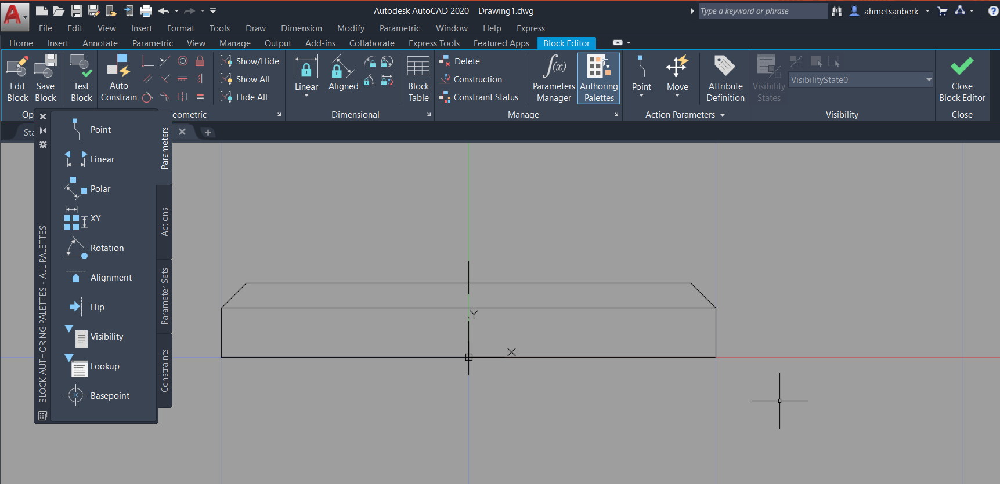 Autodesk AutoCAD 2020 Drawing1.dwg
Type a keyword or phrase
ahmetsanberk
File Edit View Insert Format Tools Draw Dimension Modify Parametric Window Help Express
Home Insert Annotate Parametric View Manage Output Add-ins Collaborate Express Tools Featured Apps Block Editor
Edit Block
Save Block
Test Block
Auto Constrain
Show/Hide
Show All
Hide All
Linear
Aligned
Block Table
Delete
Construction
Constraint Status
f(x)
Parameters Manager
Authoring Palettes
Point
Move
Attribute Definition
Visibility States
VisibilityState0
Close Block Editor
Dimensional
Manage
Action Parameters
Visibility
Close
Point
Linear
Polar
XY
Rotation
Alignment
Flip
Visibility
Lookup
Basepoint
Parameters
Actions
Parameter Sets
Constraints
BLOCK AUTHORING PALETTES - ALL PALETTES
Y
X